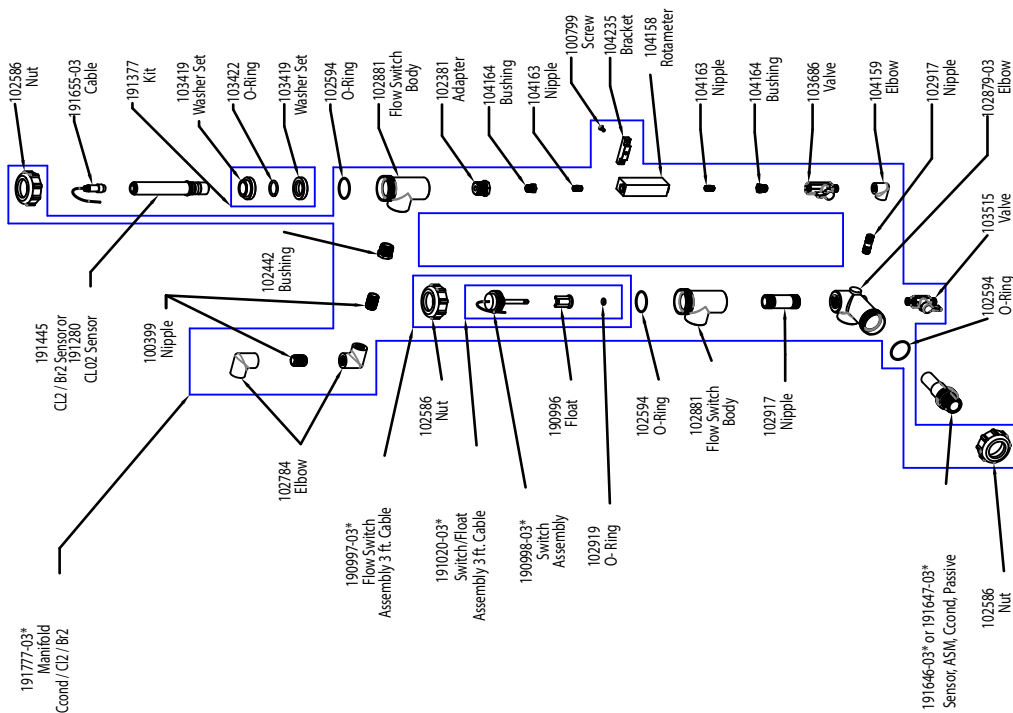 102586
Nut
191655-03
Cable
191377
Kit
103419
Washer Set
103422
O-Ring
103419
Washer Set
102594
O-Ring
102881
Flow Switch
Body
102381
Adapter
104164
Bushing
104163
Nipple
100799
Screw
104235
Bracket
104158
Rotameter
104163
Nipple
104164
Bushing
103686
Valve
104159
Elbow
102917
Nipple
102879-03
Elbow
103515
Valve
102594
O-Ring
191445
CL2 / Br2 Sensor or
191280
CL02 Sensor
100399
Nipple
102442
Bushing
102784
Elbow
102586
Nut
190996
Float
102594
O-Ring
102881
Flow Switch
Body
102917
Nipple
190997-03*
Flow Switch
Assembly 3 ft. Cable
191020-03*
Switch/Float
Assembly 3 ft. Cable
190998-03*
Switch
Assembly
102919
O- Ring
191777-03*
Manifold
Ccond / Cl2 / Br2
191646-03* or 191647-03*
Sensor, ASM, Ccond, Passive
102586
Nut